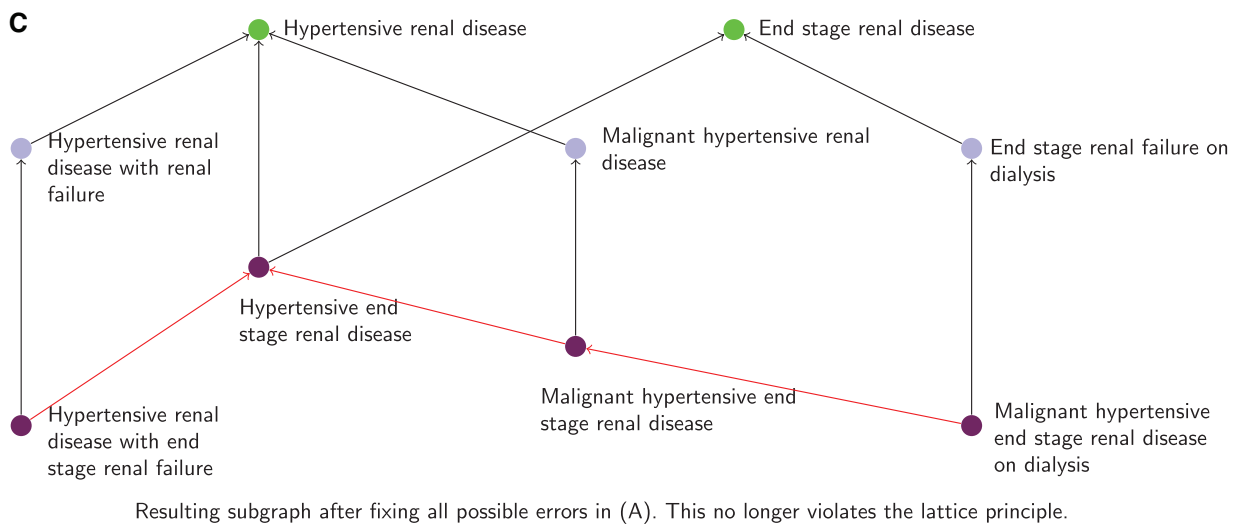 C
Hypertensive renal disease
End stage renal disease
Hypertensive renal
disease with renal
failure
Malignant hypertensive renal
disease
End stage renal failure on
dialysis
Hypertensive end
stage renal disease
Malignant hypertensive end
stage renal disease
Hypertensive renal
disease with end
stage renal failure
Malignant hypertensive
end stage renal disease
on dialysis
Resulting subgraph after fixing all possible errors in (A). This no longer violates the lattice principle.